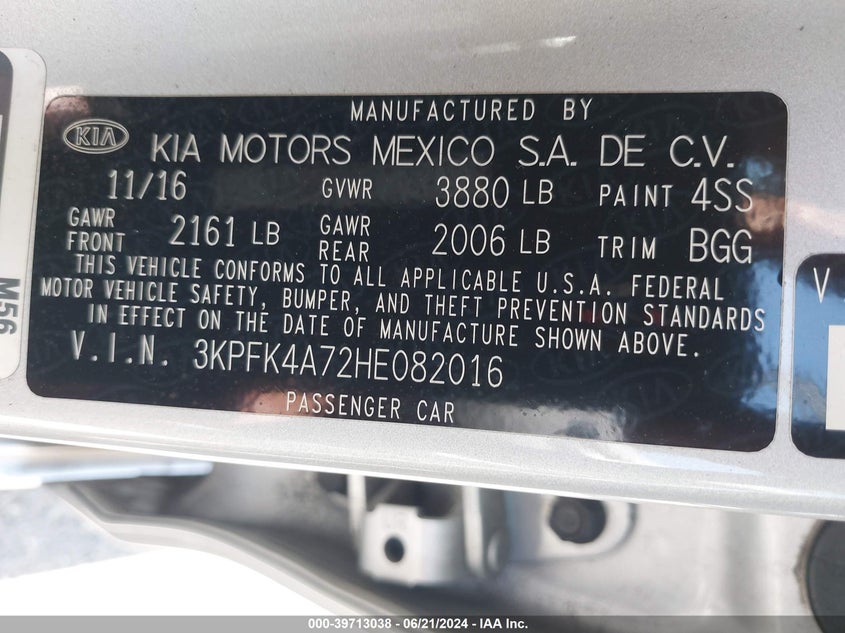 MANUFACTURED BY
KIA KIA MOTORS MEXICO S.A. DE C.V.
11/16 GVWR 3880 LB PAINT 4SS
GAWR FRONT 2161 LB GAWR REAR 2006 LB TRIM BGG
THIS VEHICLE CONFORMS TO ALL APPLICABLE U.S.A. FEDERAL
MOTOR VEHICLE SAFETY, BUMPER, AND THEFT PREVENTION STANDARDS
IN EFFECT ON THE DATE OF MANUFACTURE SHOWN ABOVE.
V.I.N. 3KPFK4A72HE082016
PASSENGER CAR
M56
V
000-39713038 - 06/21/2024 - IAA Inc.